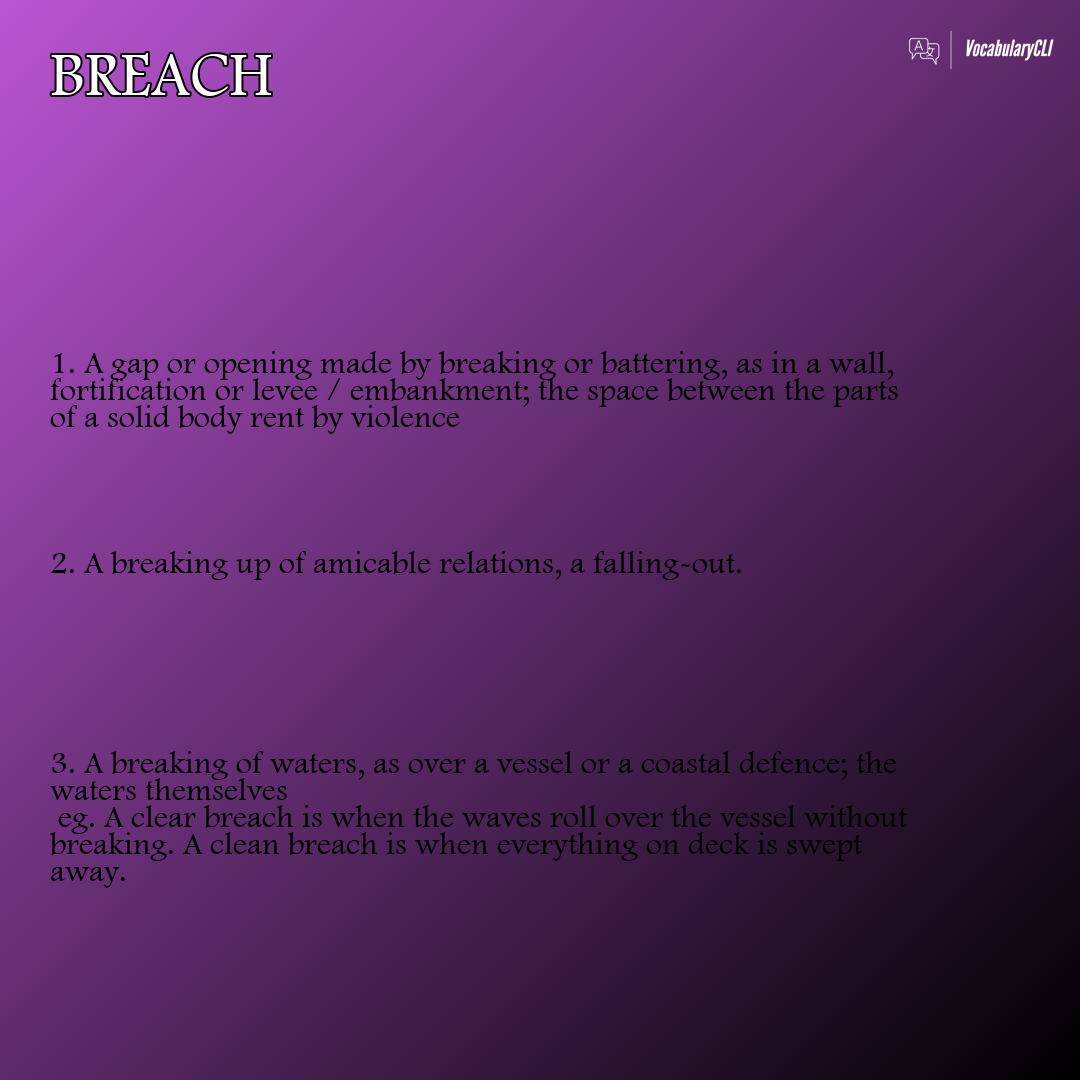 BREACH
VocabularyCLI
1. A gap or opening made by breaking or battering, as in a wall,
fortification or levee / embankment; the space between the parts
of a solid body rent by violence
2. A breaking up of amicable relations, a falling-out.
3. A breaking of waters, as over a vessel or a coastal defence; the
waters themselves
eg. A clear breach is when the waves roll over the vessel without
breaking. A clean breach is when everything on deck is swept
away.